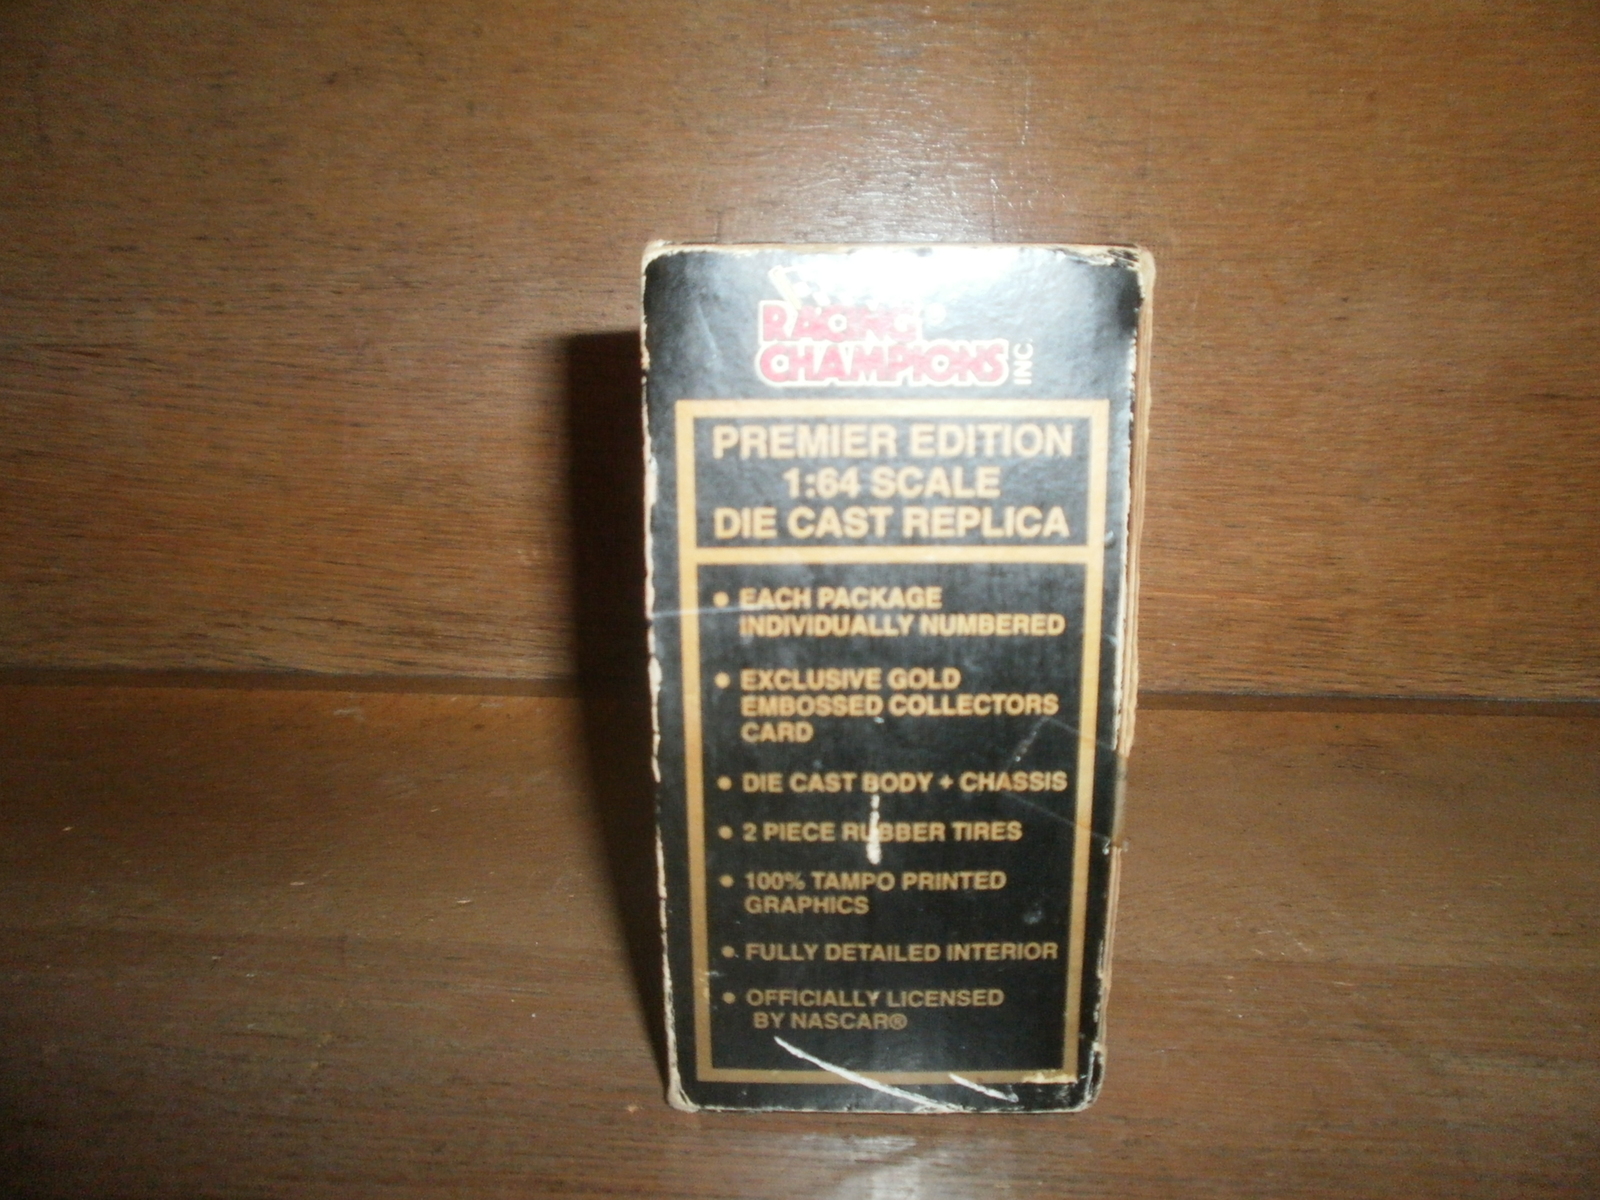 RACING®
CHAMPIONS INC.
PREMIER EDITION
1:64 SCALE
DIE CAST REPLICA
• EACH PACKAGE
INDIVIDUALLY NUMBERED
• EXCLUSIVE GOLD
EMBOSSED COLLECTORS
CARD
• DIE CAST BODY + CHASSIS
• 2 PIECE RUBBER TIRES
• 100% TAMPO PRINTED
GRAPHICS
• FULLY DETAILED INTERIOR
• OFFICIALLY LICENSED
BY NASCAR®